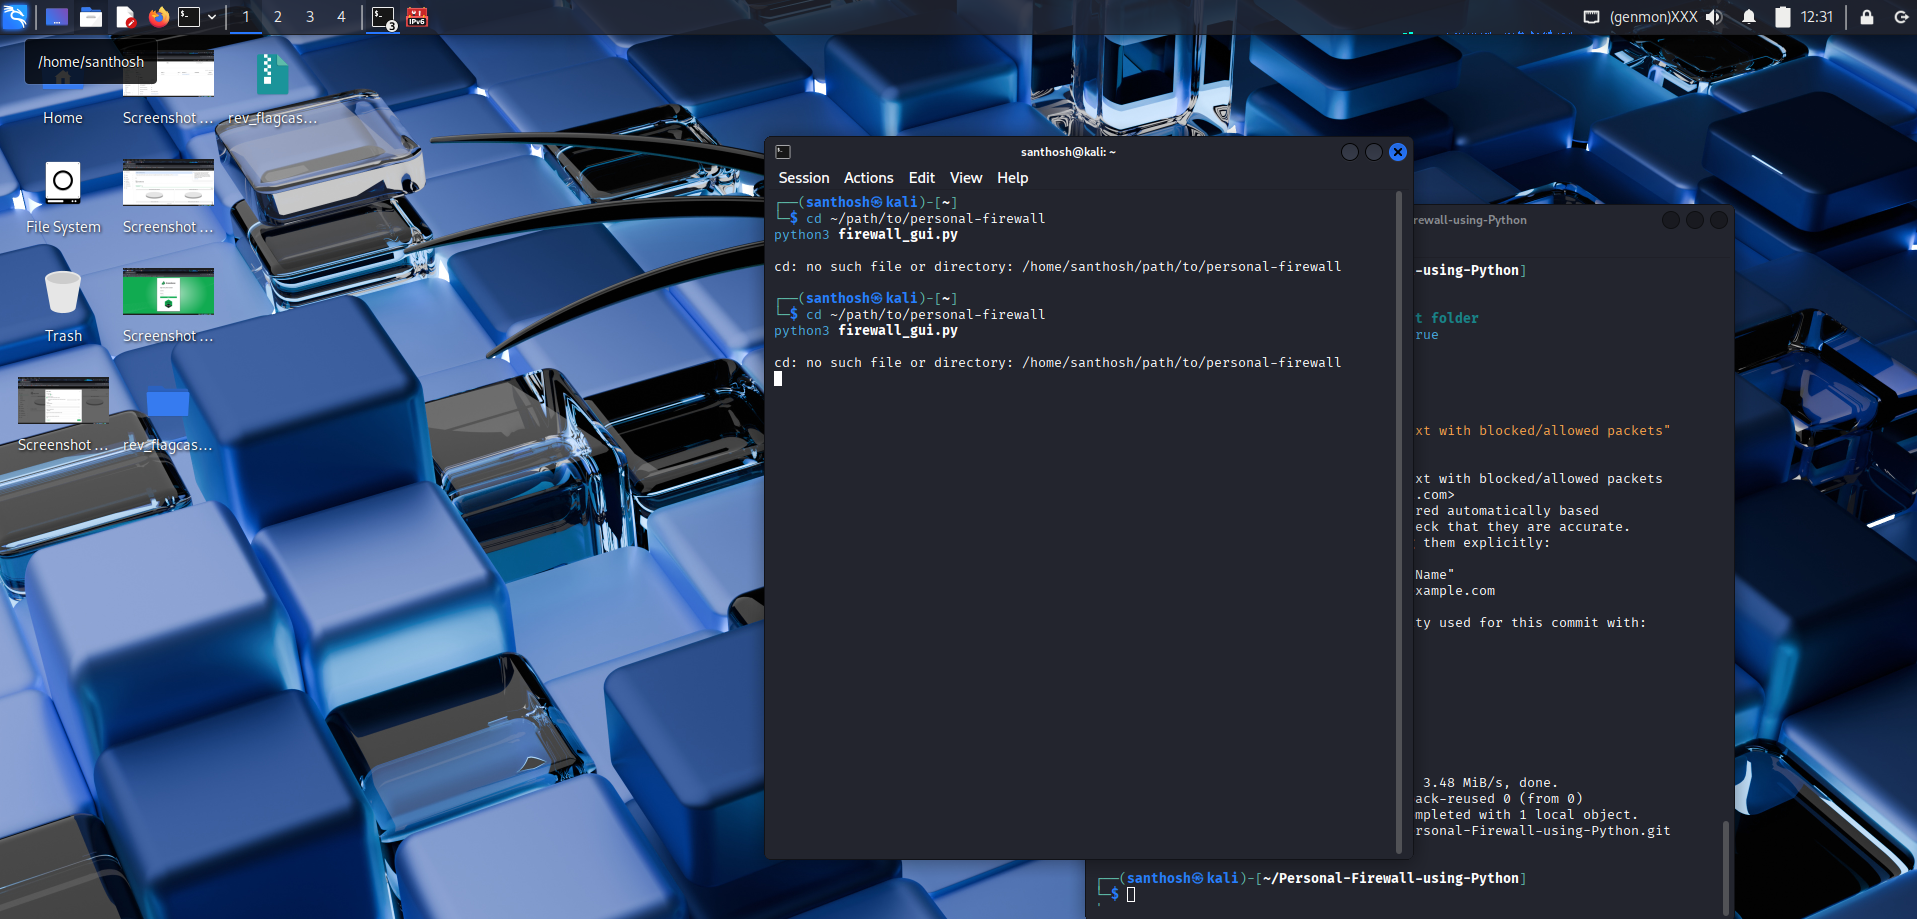 1 2 3 4
3
IPv6
(genmon)XXX
12:31
/home/santhosh
Home
Screenshot ...
rev_flagcas...
File System
Screenshot ...
Trash
Screenshot ...
Screenshot ...
rev_flagcas...
santhosh@kali: ~
Session Actions Edit View Help
┌──(santhosh㉿kali)-[~]
└─$ cd ~/path/to/personal-firewall
python3 firewall_gui.py
cd: no such file or directory: /home/santhosh/path/to/personal-firewall
┌──(santhosh㉿kali)-[~]
└─$ cd ~/path/to/personal-firewall
python3 firewall_gui.py
cd: no such file or directory: /home/santhosh/path/to/personal-firewall
rewall-using-Python
-using-Python]
t folder
rue
xt with blocked/allowed packets"
xt with blocked/allowed packets
.com>
red automatically based
eck that they are accurate.
them explicitly:
Name"
xample.com
ty used for this commit with:
3.48 MiB/s, done.
ack-reused 0 (from 0)
mpleted with 1 local object.
rsonal-Firewall-using-Python.git
┌──(santhosh㉿kali)-[~/Personal-Firewall-using-Python]
└─$